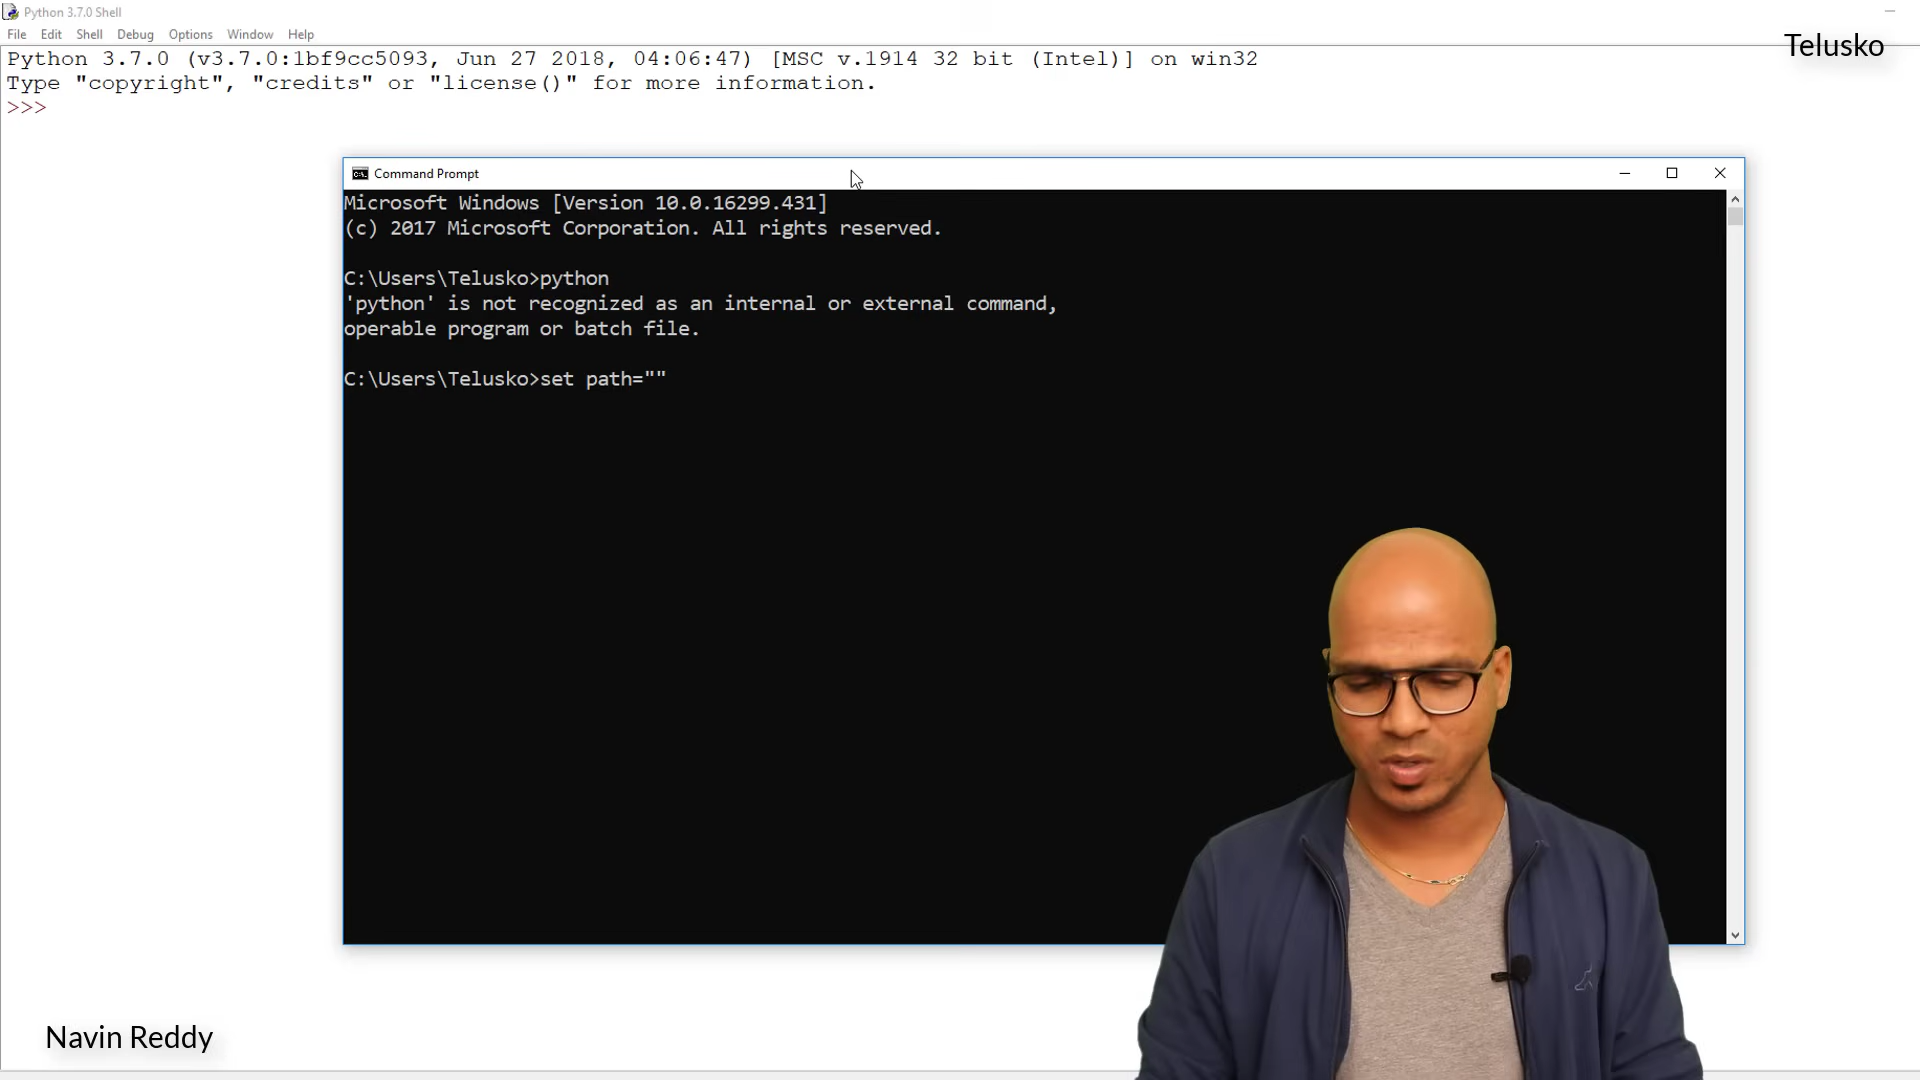 Python 3.7.0 Shell
File Edit Shell Debug Options Window Help
Python 3.7.0 (v3.7.0:1bf9cc5093, Jun 27 2018, 04:06:47) [MSC v.1914 32 bit (Intel)] on win32
Type "copyright", "credits" or "license()" for more information.
>>>
Telusko
Command Prompt
Microsoft Windows [Version 10.0.16299.431]
(c) 2017 Microsoft Corporation. All rights reserved.
C:\Users\Telusko>python
'python' is not recognized as an internal or external command,
operable program or batch file.
C:\Users\Telusko>set path=""
Navin Reddy